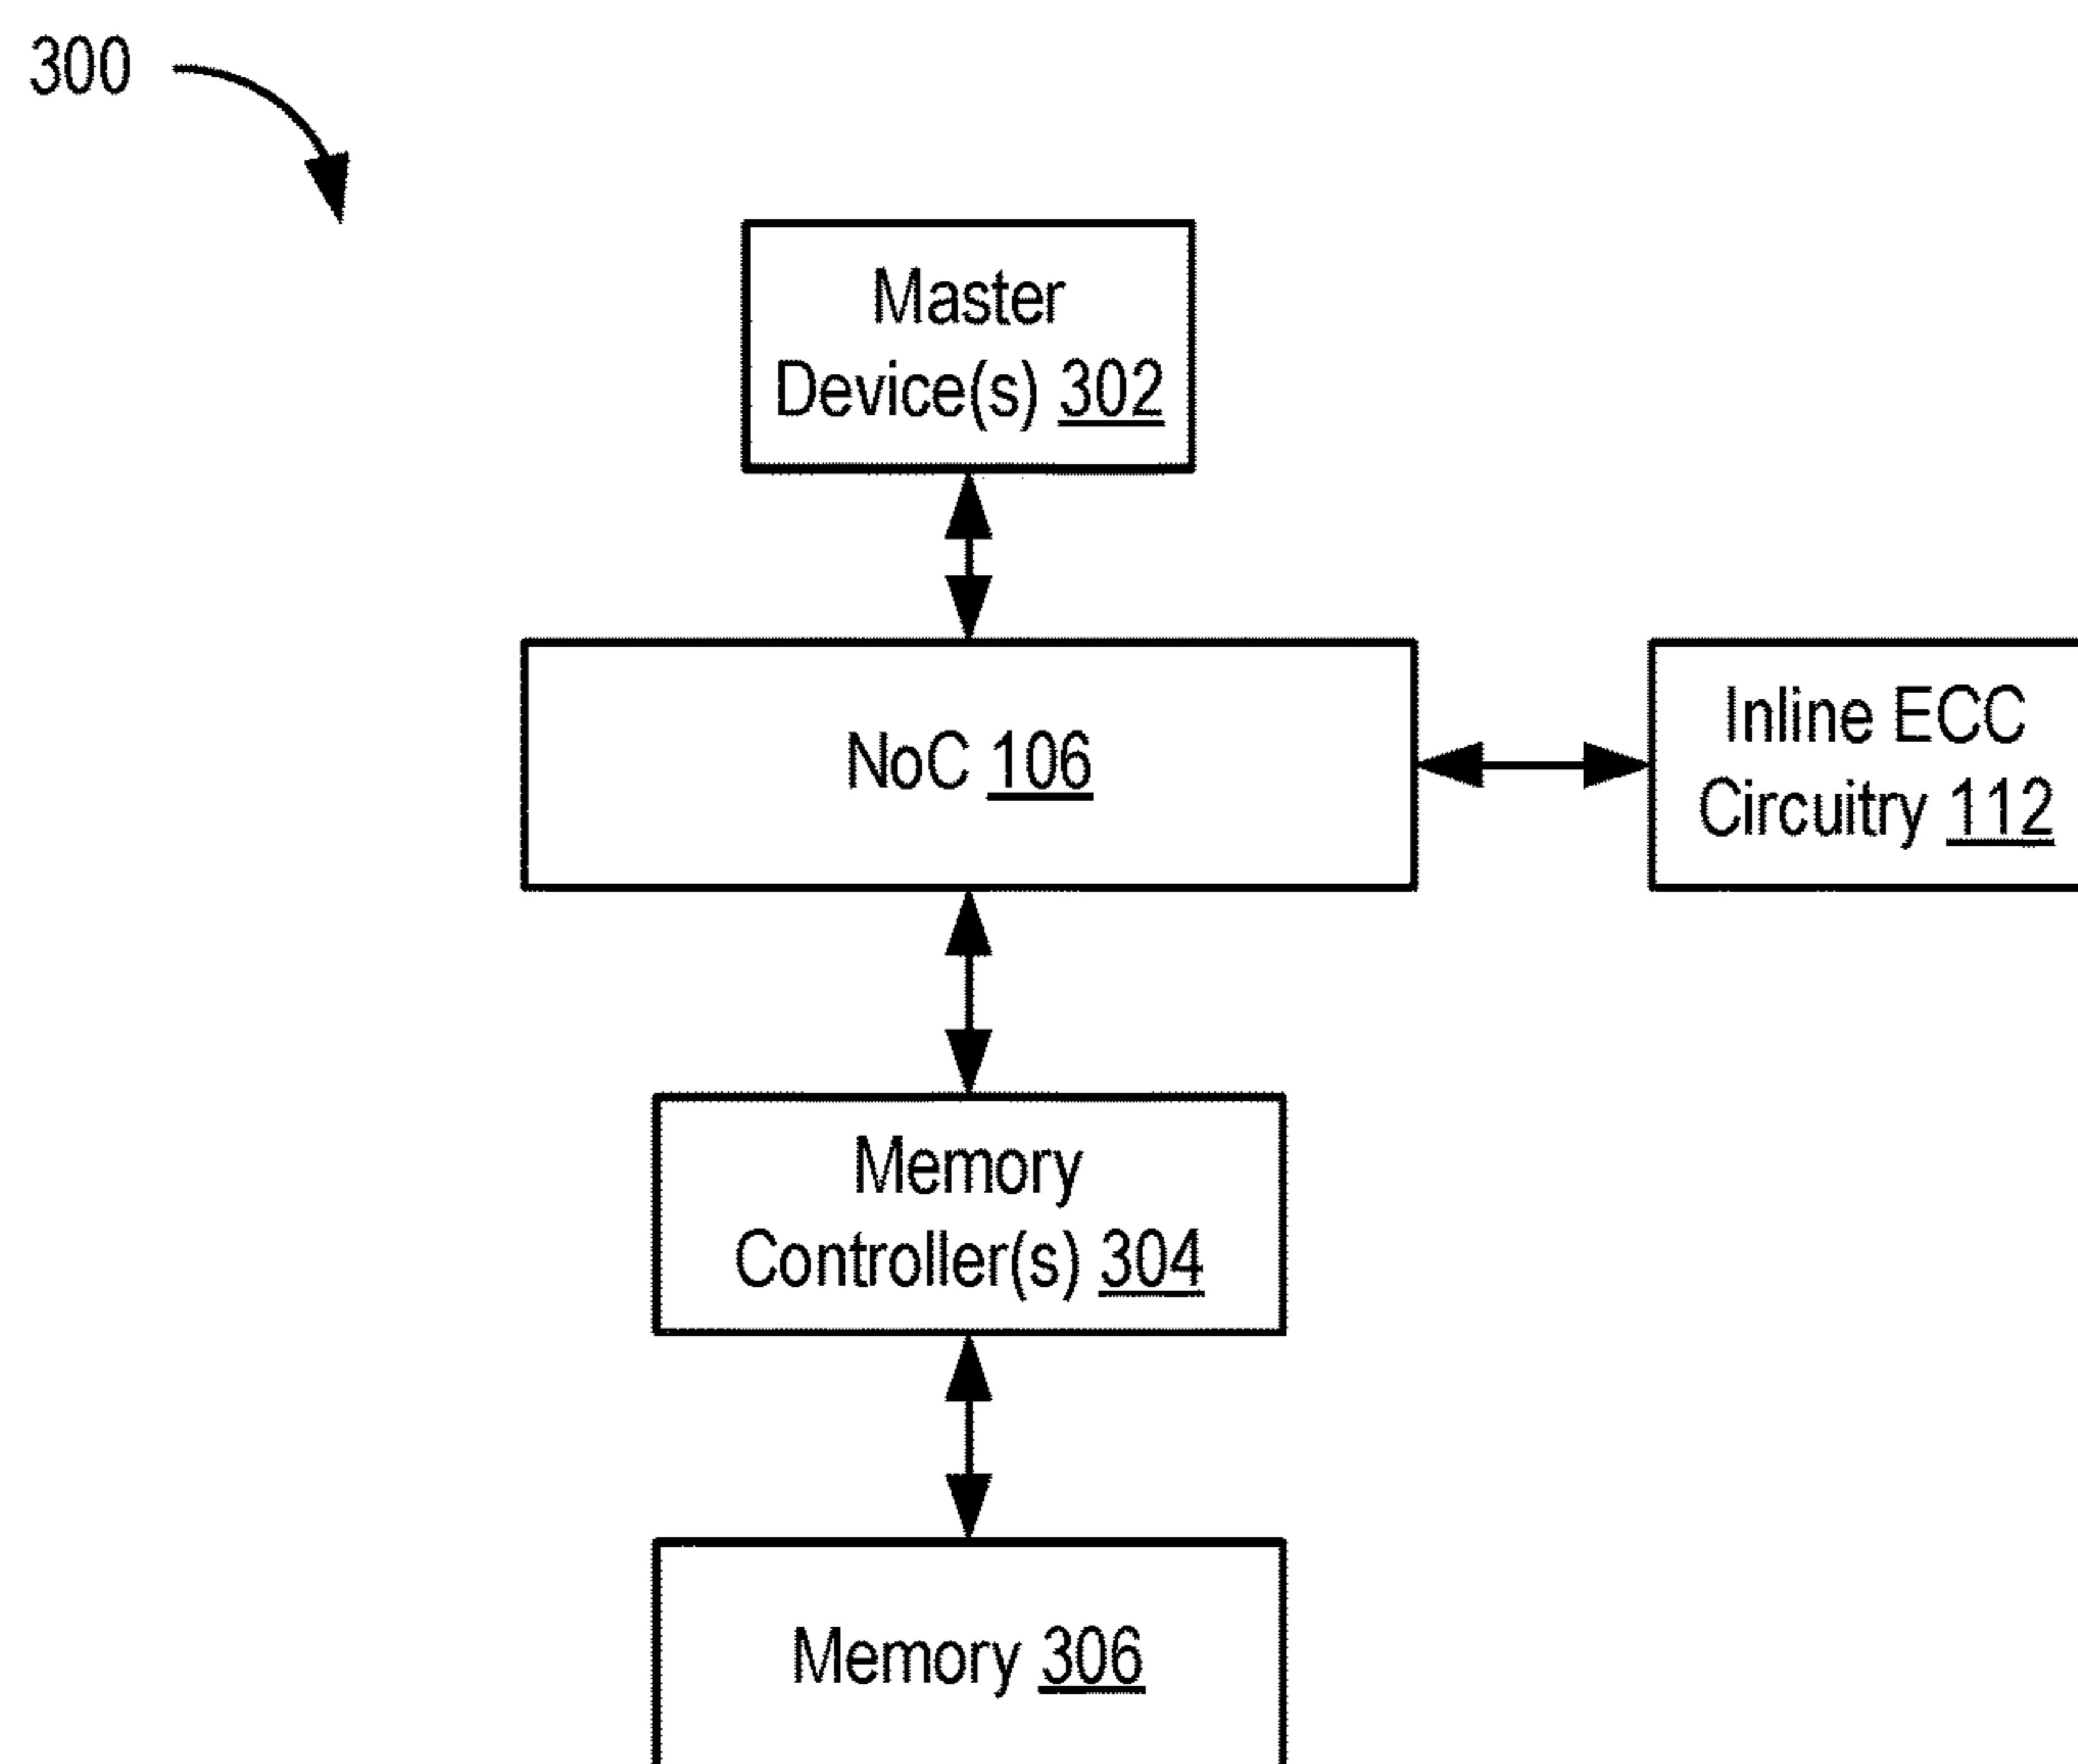 300
Master
Device(s) 302
NoC 106
Inline ECC
Circuitry 112
Memory
Controller(s) 304
Memory 306